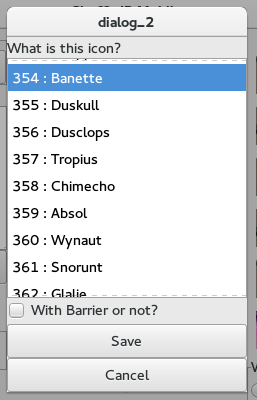 dialog_2
What is this icon?
354 : Banette
355 : Duskull
356 : Dusclops
357 : Tropius
358 : Chimecho
359 : Absol
360 : Wynaut
361 : Snorunt
362 : Glalie
With Barrier or not?
Save
Cancel